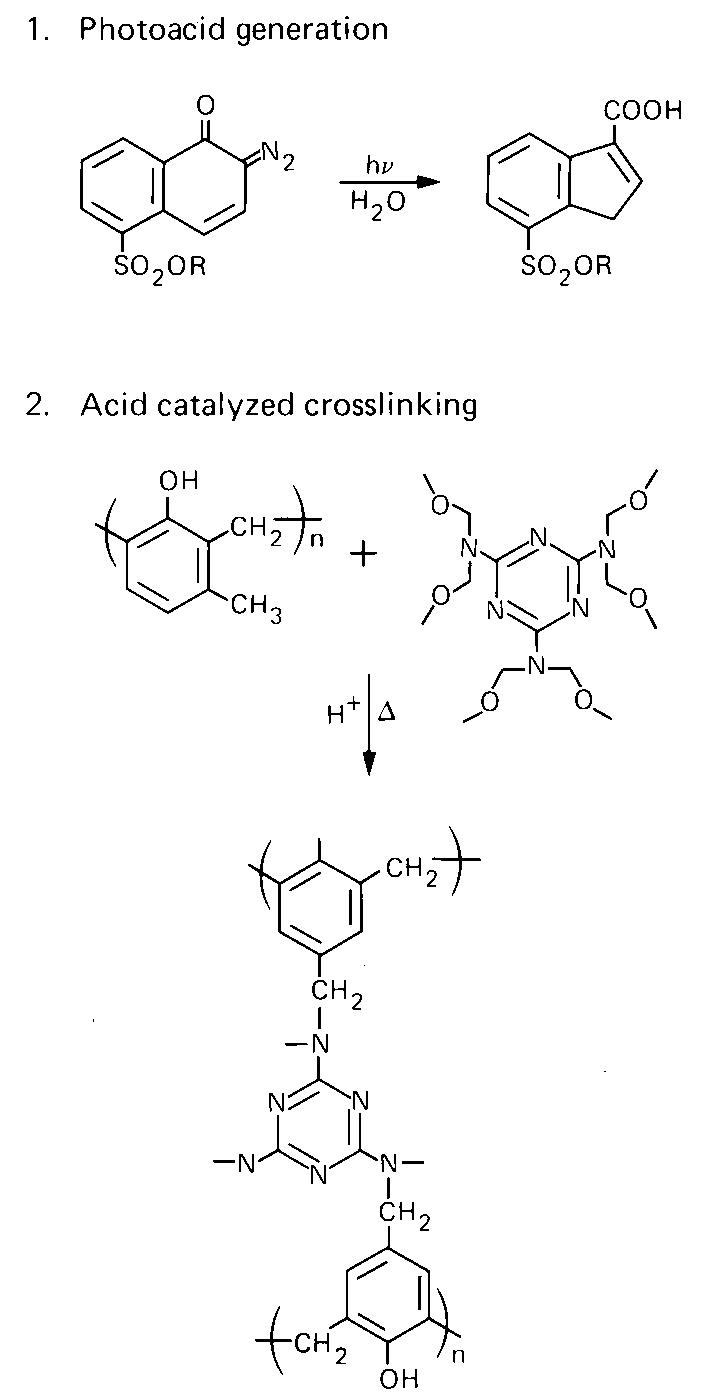 1. Photoacid generation
O
N2
hν
H2O
COOH
SO2OR
SO2OR
2. Acid catalyzed crosslinking
OH
CH2
n
CH3
+
O
O
N
N
N
O
N
N
O
N
O
O
H+ Δ
CH2
CH2
–N
N
N
–N
N
N–
CH2
CH2
n
OH